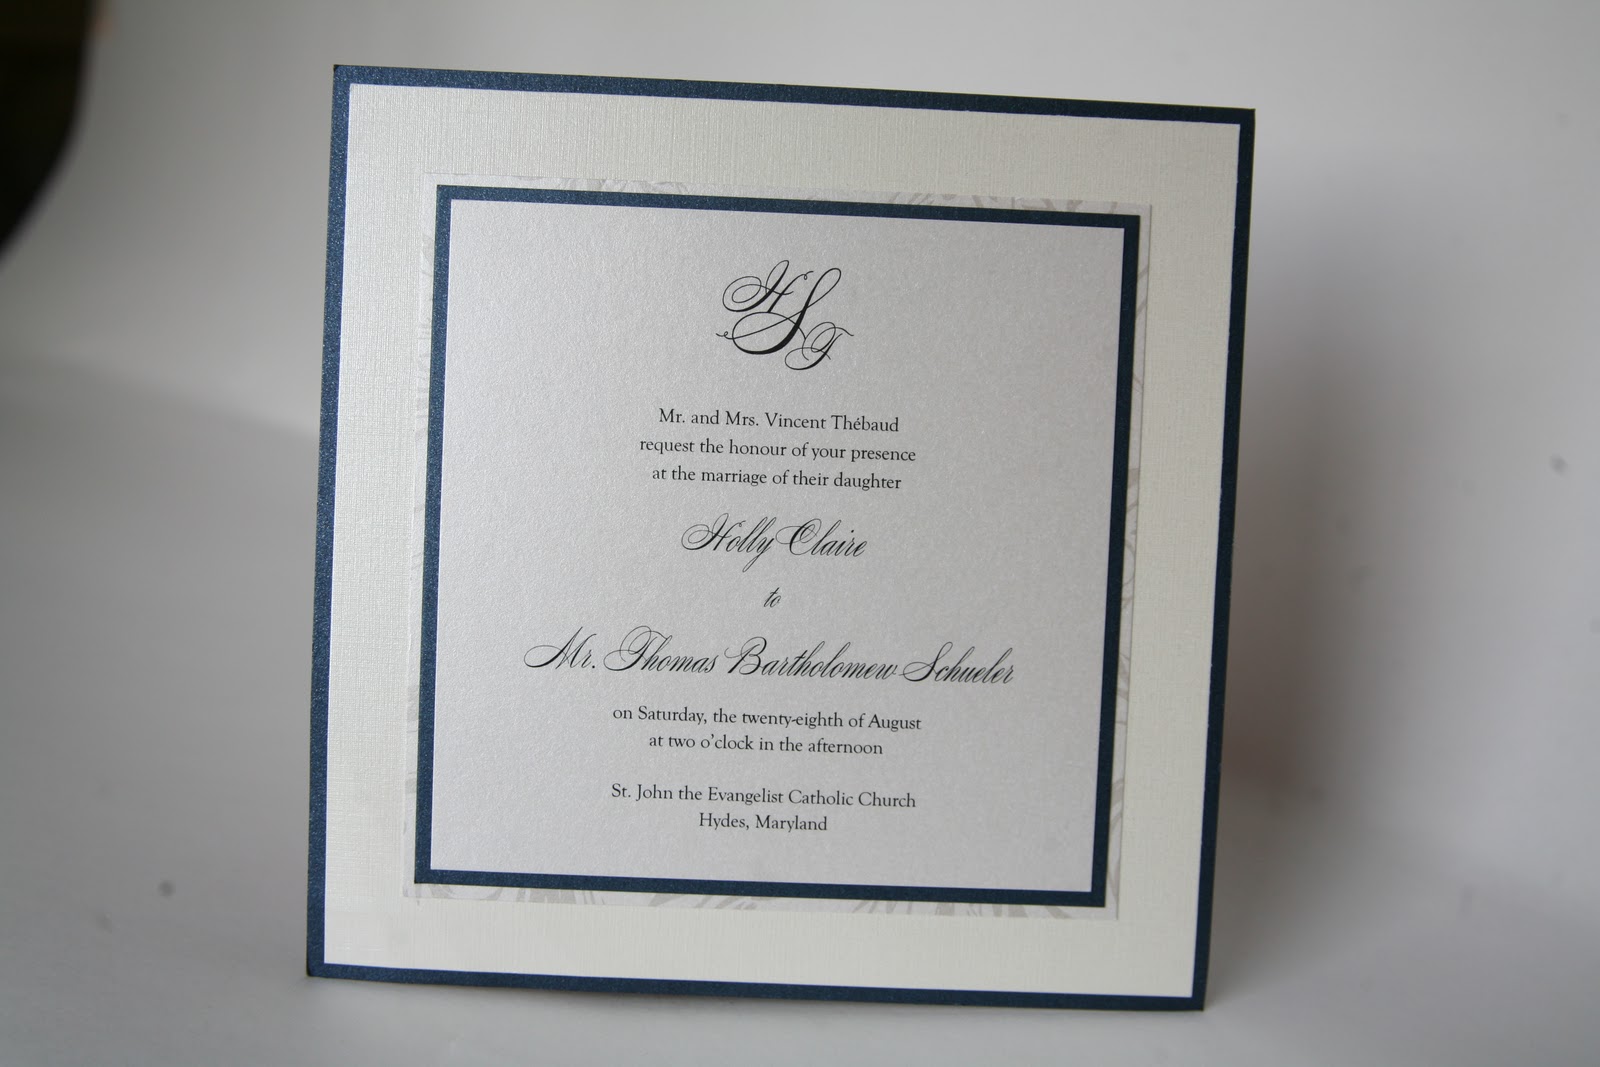 H S T
Mr. and Mrs. Vincent Thébaud
request the honour of your presence
at the marriage of their daughter
Holly Claire
to
Mr. Thomas Bartholomew Schueler
on Saturday, the twenty-eighth of August
at two o'clock in the afternoon
St. John the Evangelist Catholic Church
Hydes, Maryland